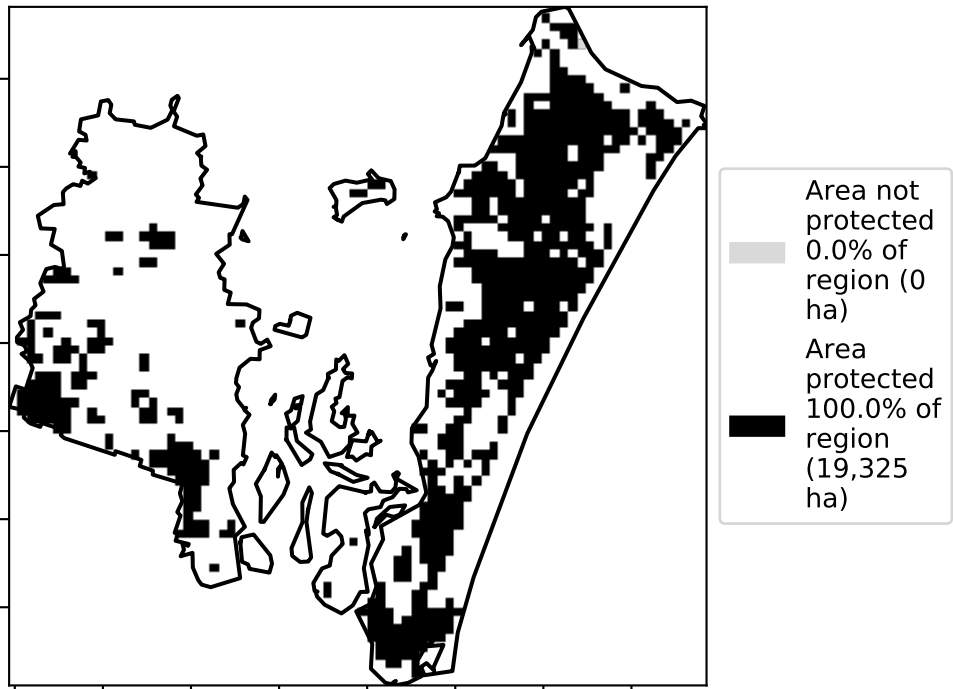 Area not
protected
0.0% of
region (0
ha)
Area
protected
100.0% of
region
(19,325
ha)